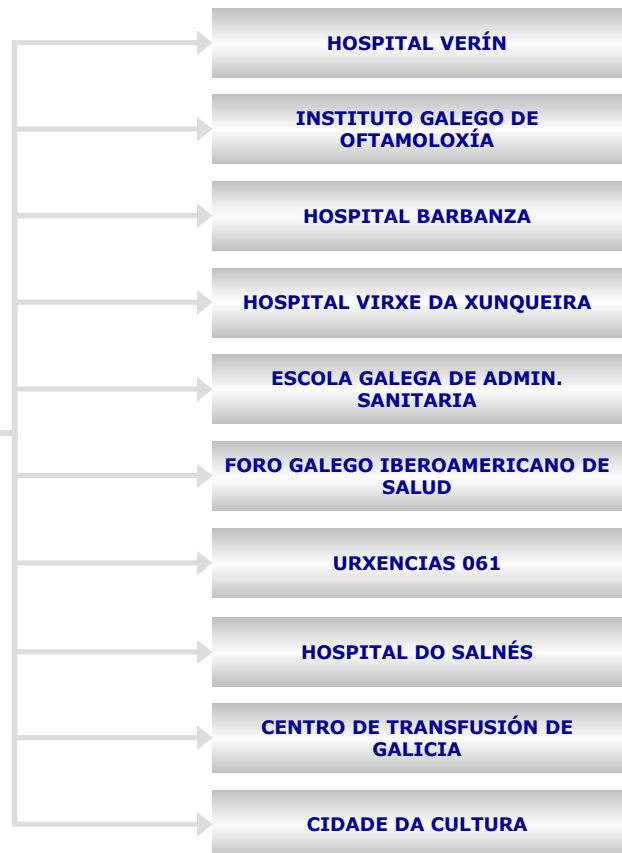 HOSPITAL VERÍN
INSTITUTO GALEGO DE
OFTAMOLOXÍA
HOSPITAL BARBANZA
HOSPITAL VIRXE DA XUNQUEIRA
ESCOLA GALEGA DE ADMIN.
SANITARIA
FORO GALEGO IBEROAMERICANO DE
SALUD
URXENCIAS 061
HOSPITAL DO SALNÉS
CENTRO DE TRANSFUSIÓN DE
GALICIA
CIDADE DA CULTURA